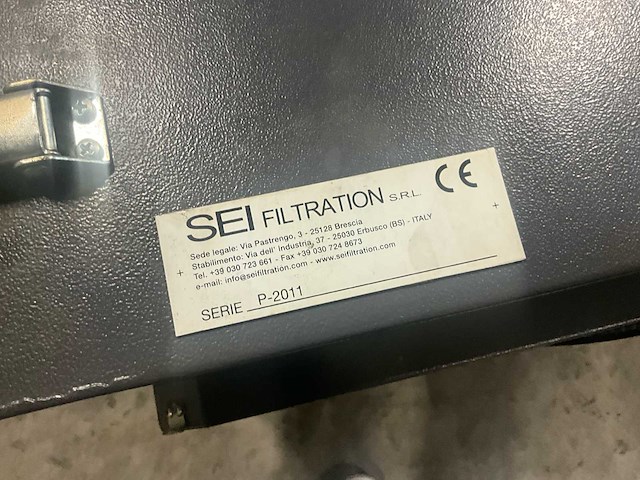 SEI FILTRATION S.R.L. CE
Sede legale: Via Pastrengo, 3 - 25128 Brescia
Stabilimento: Via dell' Industria, 37 - 25030 Erbusco (BS) - ITALY
Tel. +39 030 723 661 - Fax +39 030 724 8673
e-mail: info@seifiltration.com - www.seifiltration.com
SERIE P-2011